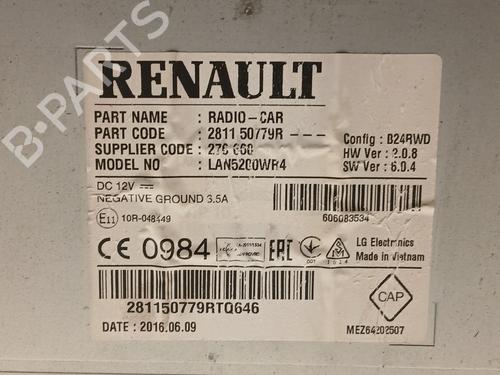 RENAULT
PART NAME : RADIO-CAR
PART CODE : 2811 50779R
SUPPLIER CODE : 276 660
MODEL NO : LAN5200WR4
Config : B24RWD
HW Ver : 2.0.8
SW Ver : 6.0.4
DC 12V
NEGATIVE GROUND 3.5A
E11 10R-048449
606083534
CE 0984
EAC
LG Electronics
Made in Vietnam
281150779RTQ646
DATE : 2016.06.09
CAP
MEZ64202507
B-PARTS